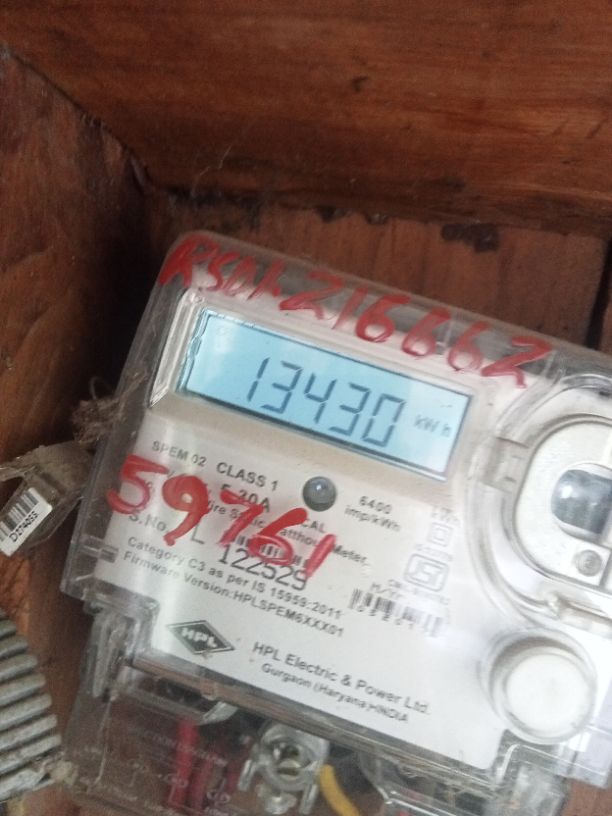 RSDL216662
13430 kWh
SPEM 02 CLASS 1
5-30A
6400
imp/kWh
59761
S.No.
122529
Category C3 as per IS 15959:2011
Firmware Version:HPLSPEM6XXX01
HPL
HPL Electric & Power Ltd.
Gurgaon (Haryana)-INDIA